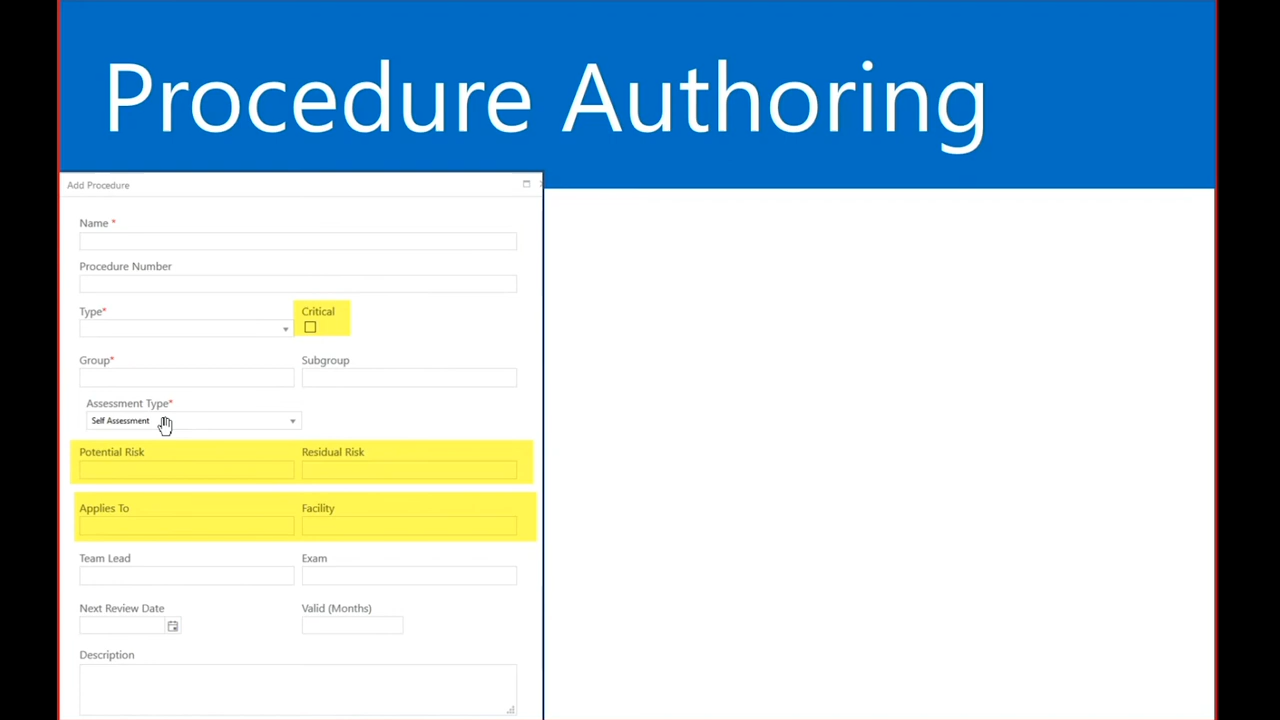 Procedure Authoring
Add Procedure
Name *
Procedure Number
Type* Critical
Group* Subgroup
Assessment Type*
Self Assessment
Potential Risk Residual Risk
Applies To Facility
Team Lead Exam
Next Review Date Valid (Months)
Description